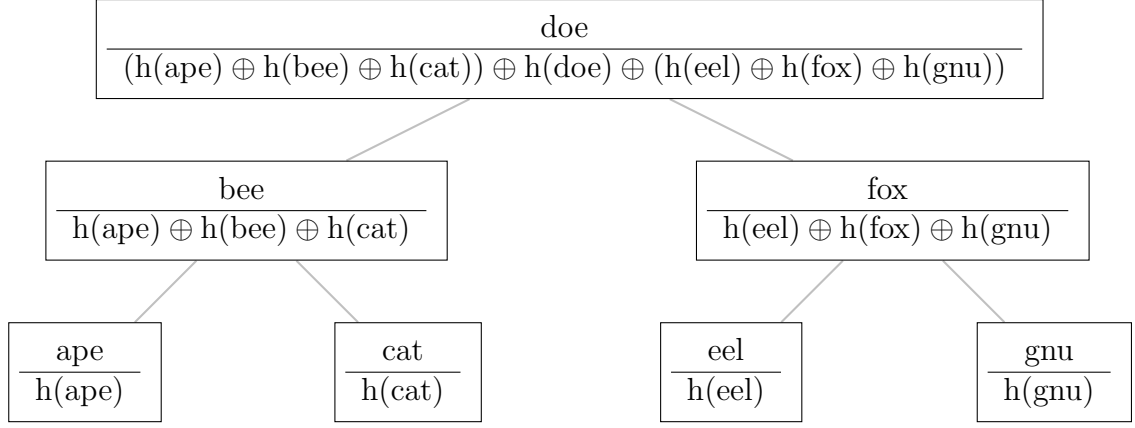 doe
(h(ape) ⊕ h(bee) ⊕ h(cat)) ⊕ h(doe) ⊕ (h(eel) ⊕ h(fox) ⊕ h(gnu))
bee
h(ape) ⊕ h(bee) ⊕ h(cat)
fox
h(eel) ⊕ h(fox) ⊕ h(gnu)
ape
h(ape)
cat
h(cat)
eel
h(eel)
gnu
h(gnu)